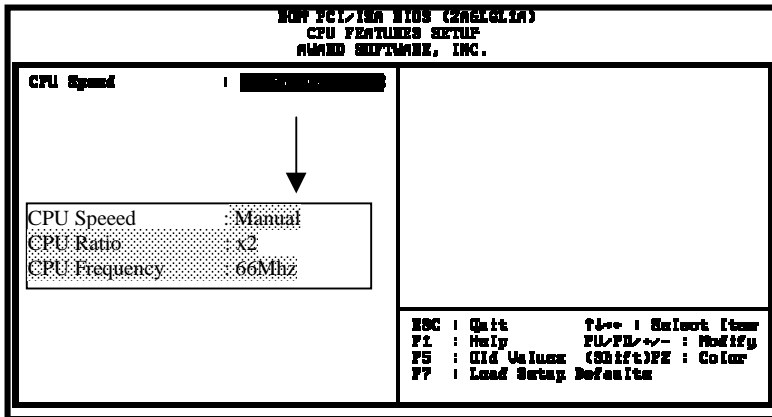 ROM PCI/ISA BIOS (2A6LGL1A)
CPU FEATURES SETUP
AWARD SOFTWARE, INC.
CPU Speed :
CPU Speeed : Manual
CPU Ratio : x2
CPU Frequency : 66Mhz
ESC : Quit ↑↓→← : Select Item
F1 : Help PU/PD/+/- : Modify
F5 : Old Values (Shift)F2 : Color
F7 : Load Setup Defaults